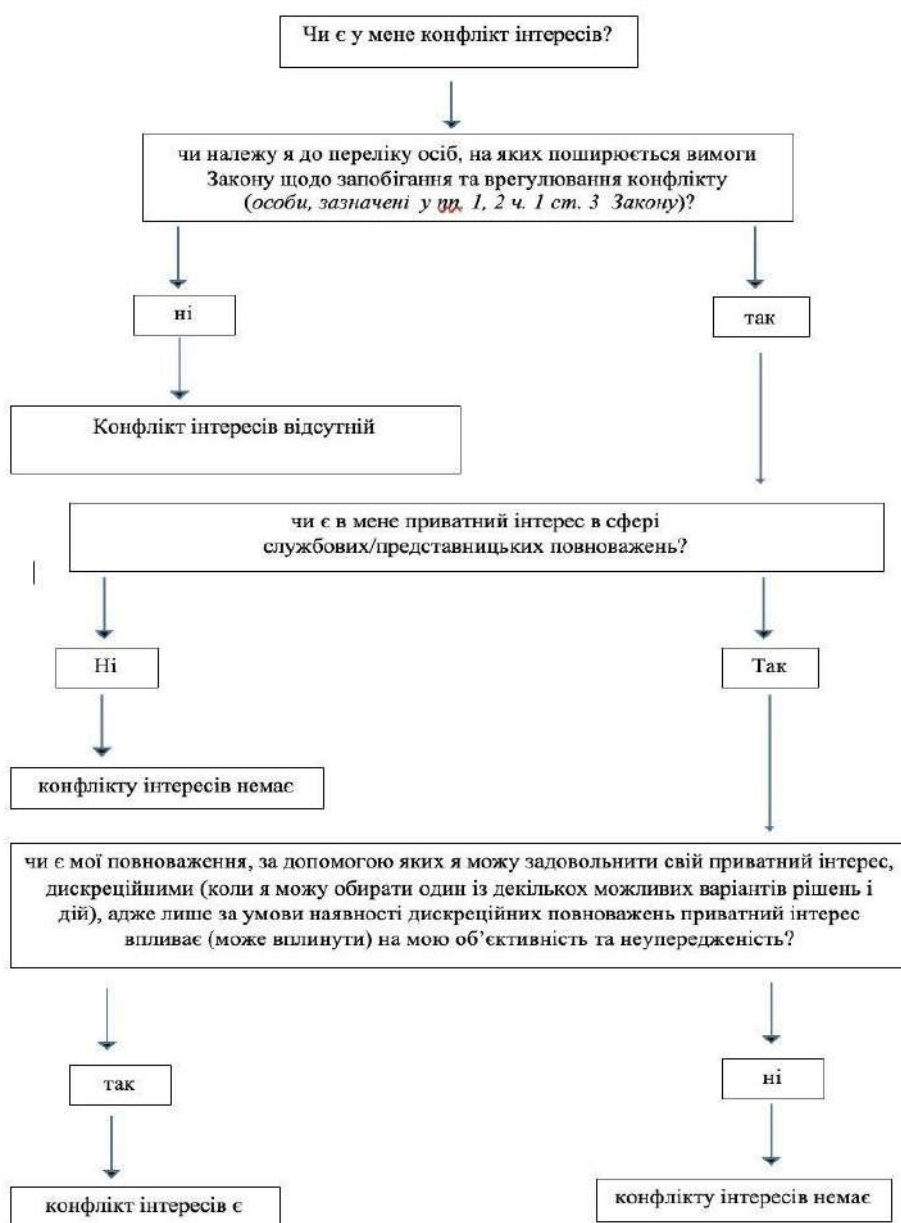 Чи є у мене конфлікт інтересів?
чи належу я до переліку осіб, на яких поширюється вимоги
Закону щодо запобігання та врегулювання конфлікту
(особи, зазначені у пп. 1, 2 ч. 1 ст. 3 Закону)?
ні
так
Конфлікт інтересів відсутній
чи є в мене приватний інтерес в сфері
службових/представницьких повноважень?
Ні
Так
конфлікту інтересів немає
чи є мої повноваження, за допомогою яких я можу задовольнити свій приватний інтерес,
дискреційними (коли я можу обирати один із декількох можливих варіантів рішень і
дій), адже лише за умови наявності дискреційних повноважень приватний інтерес
впливає (може вплинути) на мою об’єктивність та неупередженість?
так
ні
конфлікт інтересів є
конфлікту інтересів немає